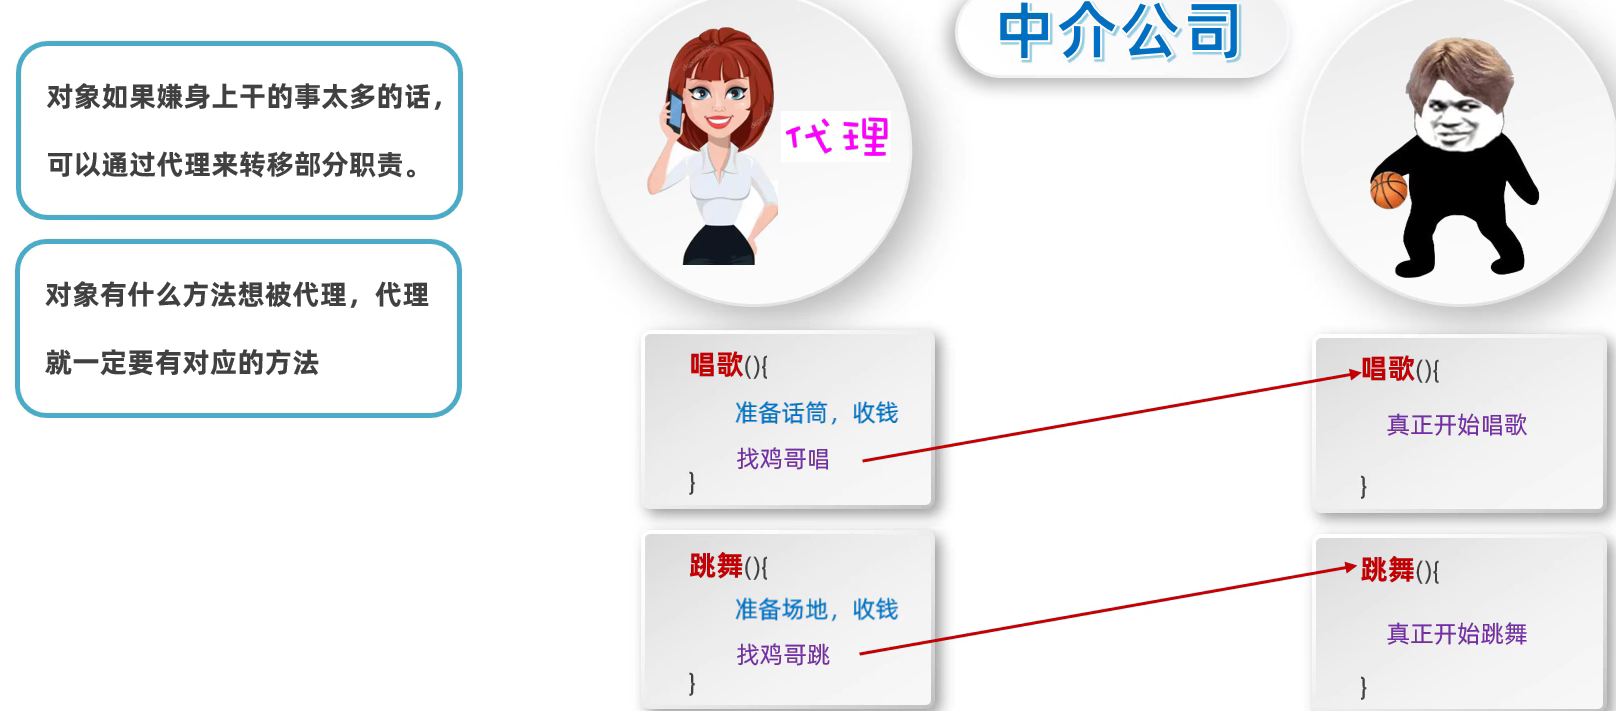 中介公司
对象如果嫌身上干的事太多的话，
可以通过代理来转移部分职责。
对象有什么方法想被代理，代理
就一定要有对应的方法
代理
唱歌(){
准备话筒，收钱
找鸡哥唱
}
跳舞(){
准备场地，收钱
找鸡哥跳
}
唱歌(){
真正开始唱歌
}
跳舞(){
真正开始跳舞
}